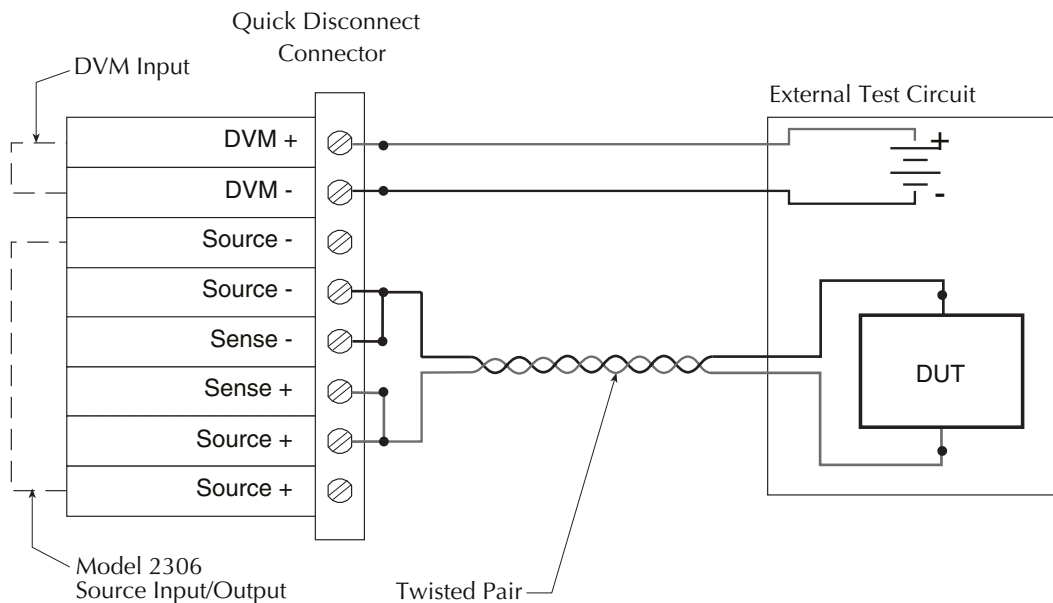 Quick Disconnect
Connector
DVM Input
External Test Circuit
DVM +
+
DVM -
-
Source -
Source -
Sense -
Sense +
DUT
Source +
Source +
Model 2306
Source Input/Output
Twisted Pair